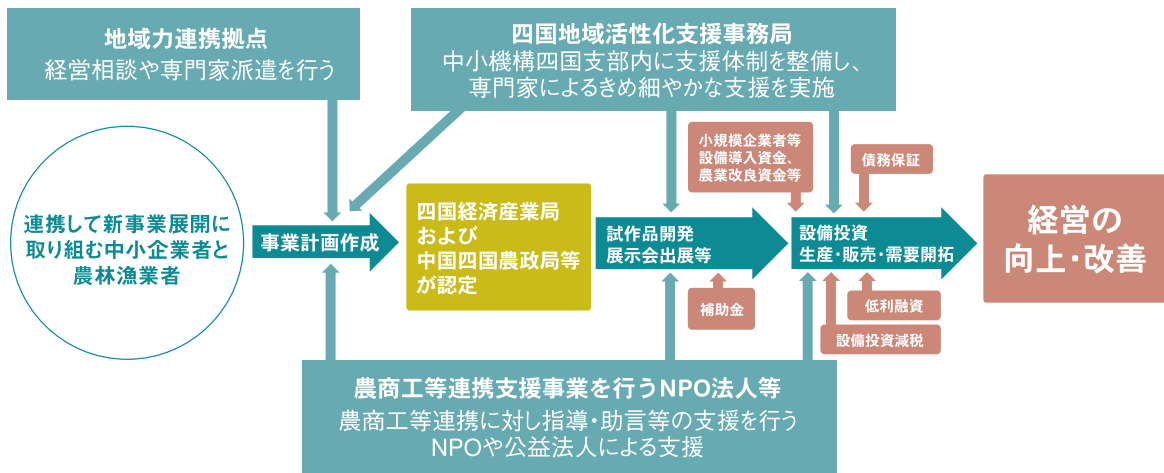 地域力連携拠点
経営相談や専門家派遣を行う
四国地域活性化支援事務局
中小機構四国支部内に支援体制を整備し、
専門家によるきめ細やかな支援を実施
小規模企業者等
設備導入資金、
農業改良資金等
債務保証
連携して新事業展開に
取り組む中小企業者と
農林漁業者
事業計画作成
四国経済産業局
および
中国四国農政局等
が認定
試作品開発
展示会出展等
設備投資
生産・販売・需要開拓
経営の
向上・改善
補助金
低利融資
設備投資減税
農商工等連携支援事業を行うNPO法人等
農商工等連携に対し指導・助言等の支援を行う
NPOや公益法人による支援